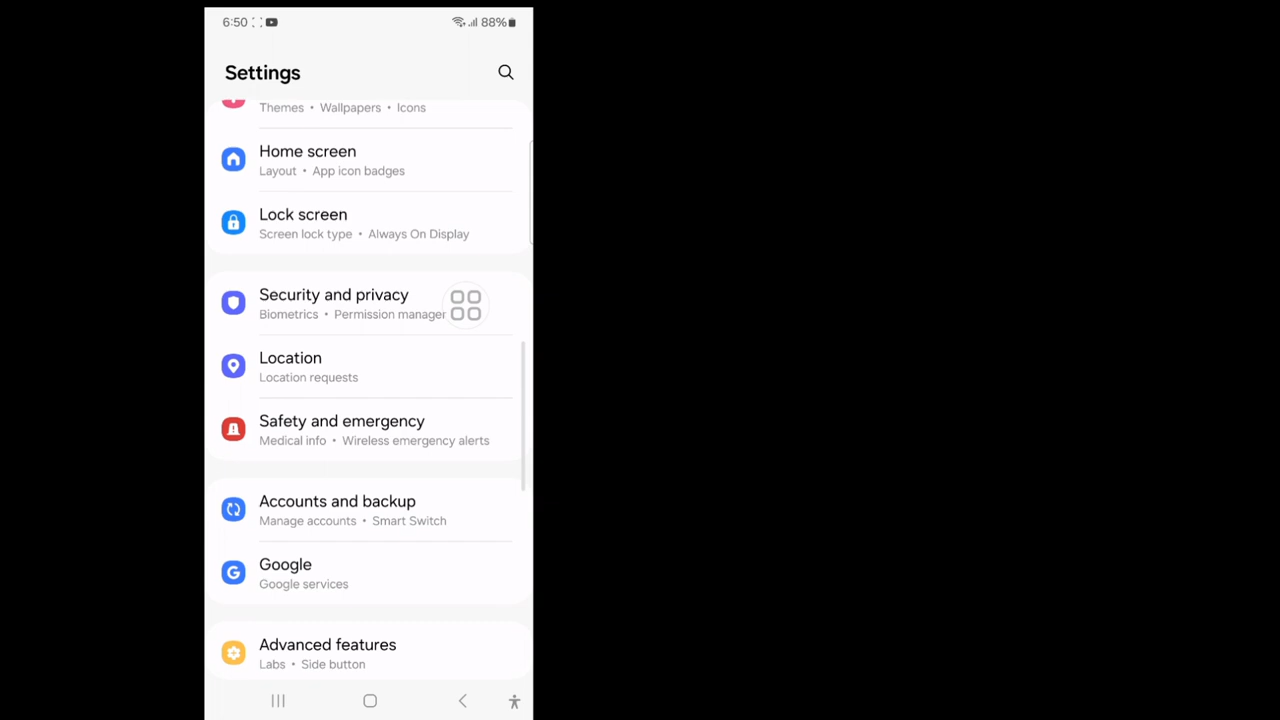 6:50
88%
Settings
Themes • Wallpapers • Icons
Home screen
Layout • App icon badges
Lock screen
Screen lock type • Always On Display
Security and privacy
Biometrics • Permission manager
Location
Location requests
Safety and emergency
Medical info • Wireless emergency alerts
Accounts and backup
Manage accounts • Smart Switch
Google
Google services
Advanced features
Labs • Side button